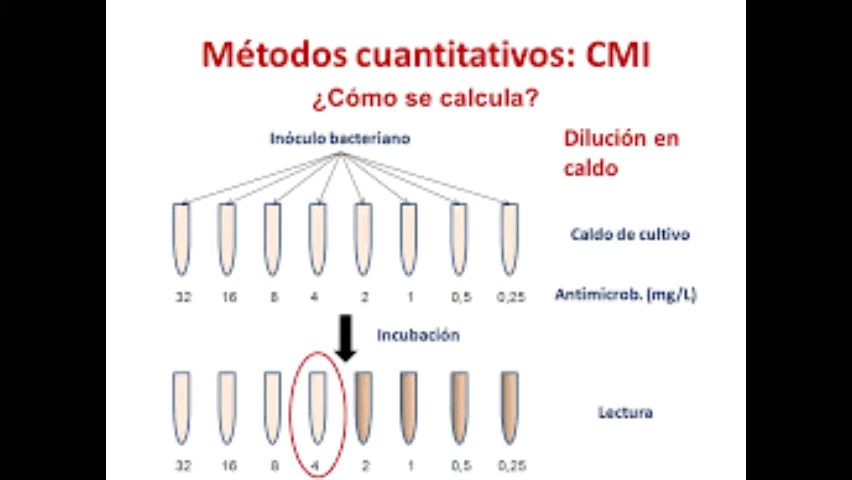 Métodos cuantitativos: CMI
¿Cómo se calcula?
Inóculo bacteriano
Dilución en
caldo
Caldo de cultivo
32 16 8 4 2 1 0,5 0,25
Antimicrob. (mg/L)
Incubación
Lectura
32 16 8 4 2 1 0,5 0,25